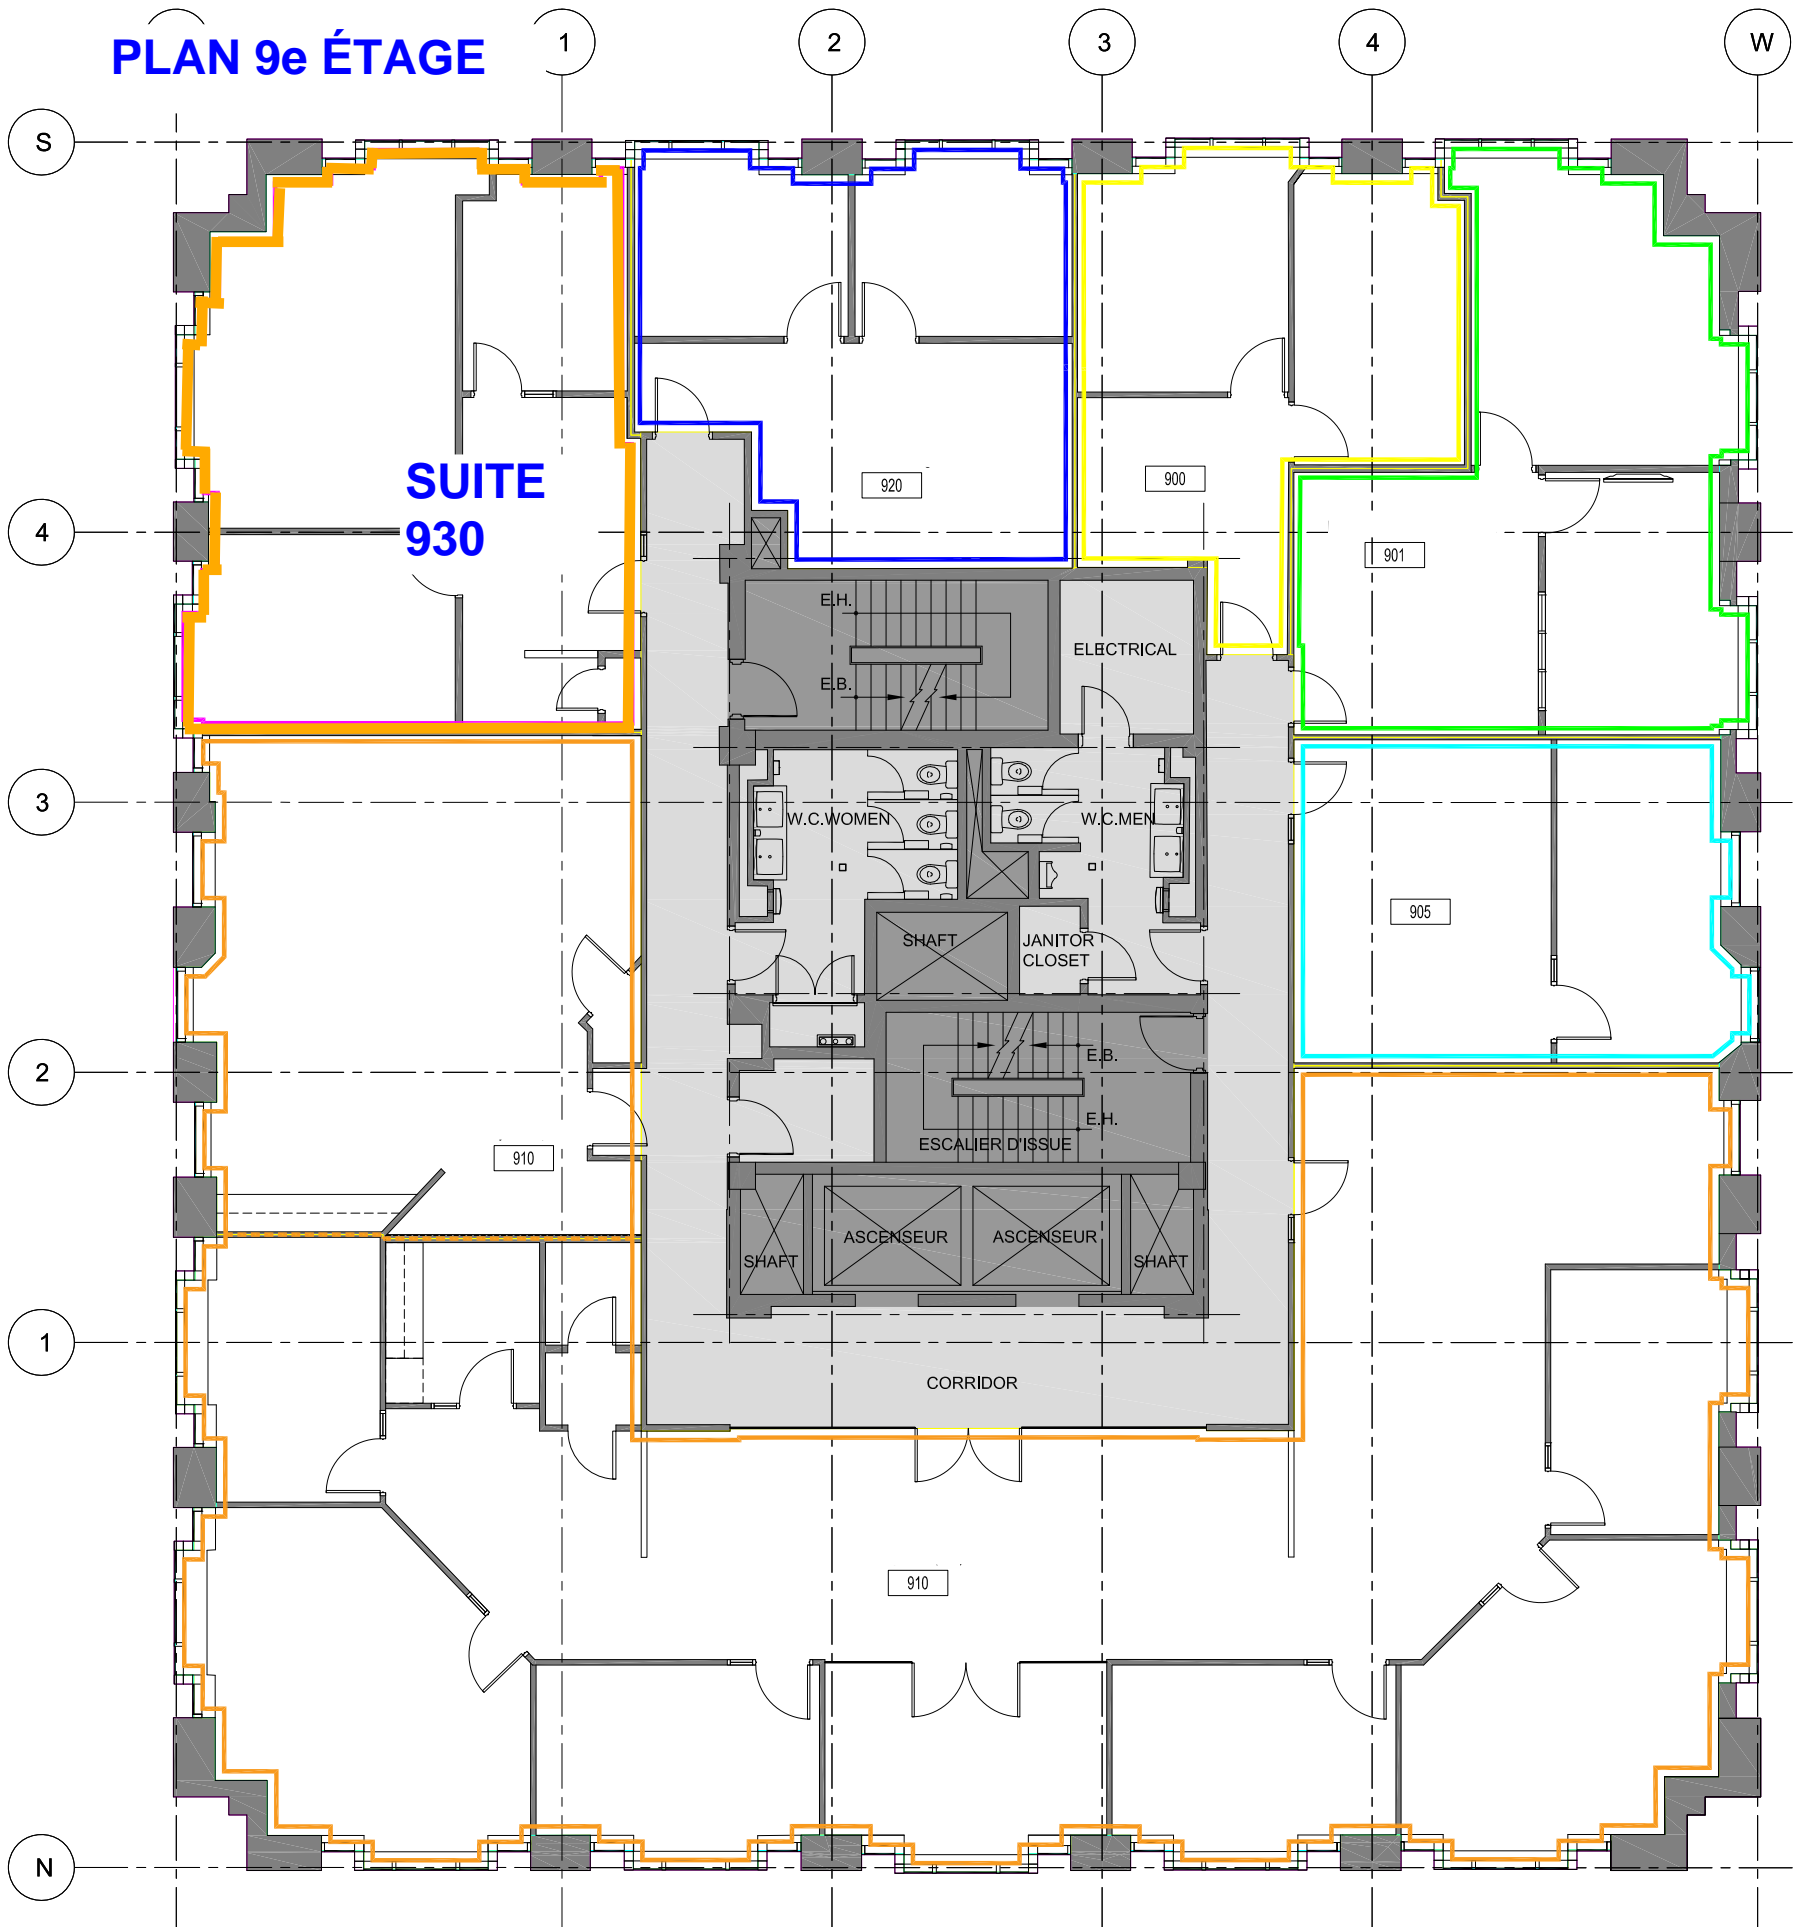 PLAN 9e ÉTAGE
1
2
3
4
W
S
SUITE
930
920
900
4
901
E.H.
ELECTRICAL
E.B.
3
W.C.WOMEN
W.C.MEN
905
SHAFT
JANITOR
CLOSET
2
E.B.
E.H.
ESCALIER D'ISSUE
910
ASCENSEUR
ASCENSEUR
SHAFT
SHAFT
1
CORRIDOR
910
N